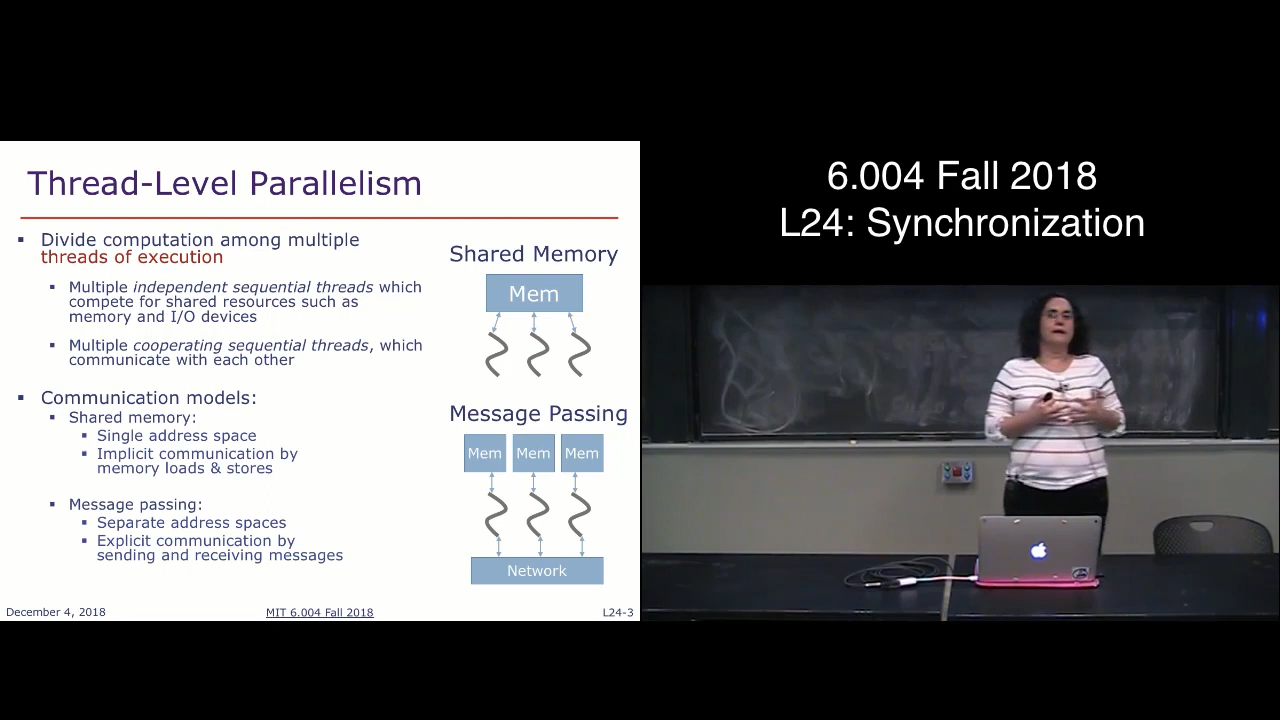 Thread-Level Parallelism
▪ Divide computation among multiple
threads of execution
▪ Multiple independent sequential threads which
compete for shared resources such as
memory and I/O devices
▪ Multiple cooperating sequential threads, which
communicate with each other
▪ Communication models:
▪ Shared memory:
▪ Single address space
▪ Implicit communication by
memory loads & stores
▪ Message passing:
▪ Separate address spaces
▪ Explicit communication by
sending and receiving messages
Shared Memory
Mem
Message Passing
Mem Mem Mem
Network
December 4, 2018 MIT 6.004 Fall 2018 L24-3
6.004 Fall 2018
L24: Synchronization